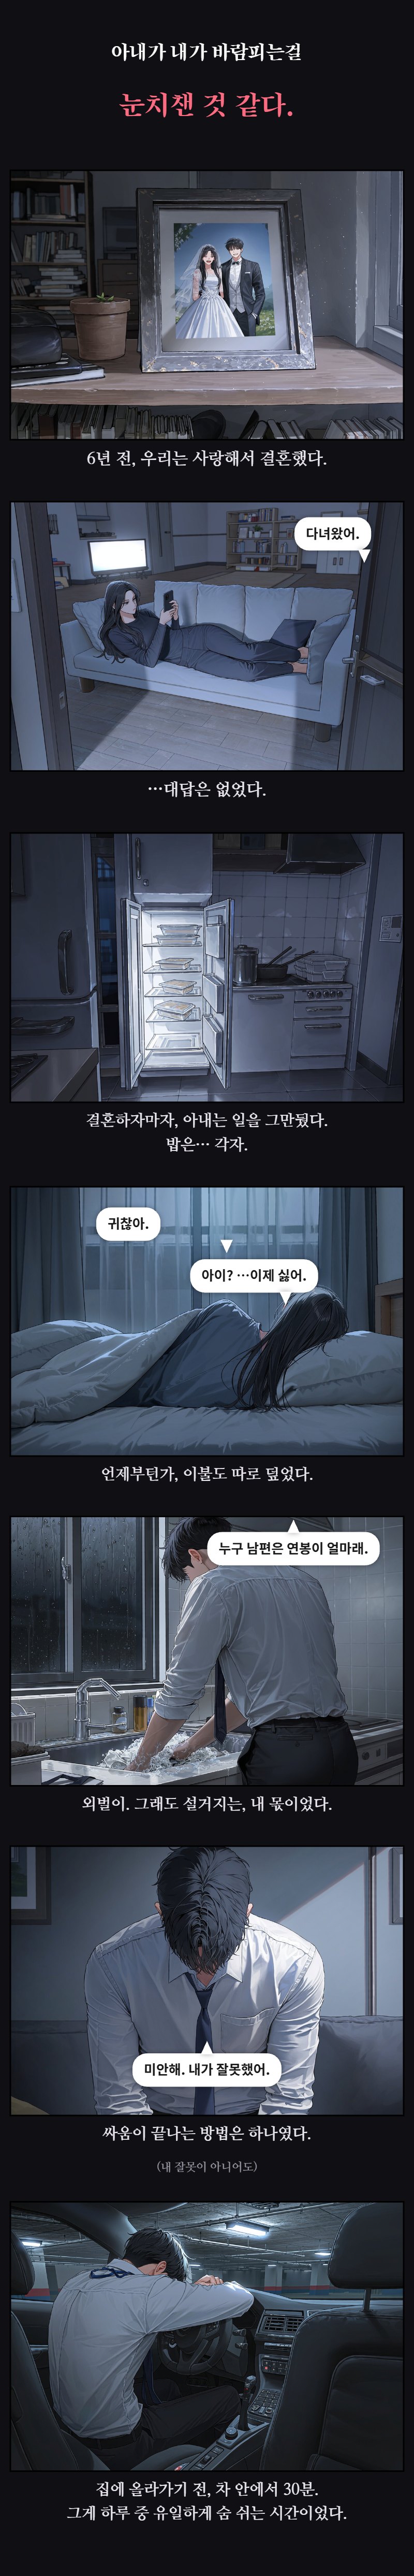 아내가 내가 바람피는걸
눈치챈 것 같다.
6년 전, 우리는 사랑해서 결혼했다.
다녀왔어.
…대답은 없었다.
결혼하자마자, 아내는 일을 그만뒀다.
밥은… 각자.
귀찮아.
아이? …이제 싫어.
언제부턴가, 이불도 따로 덮었다.
누구 남편은 연봉이 얼마래.
외벌이. 그래도 설거지는, 내 몫이었다.
미안해. 내가 잘못했어.
싸움이 끝나는 방법은 하나였다.
(내 잘못이 아니어도)
집에 올라가기 전, 차 안에서 30분.
그게 하루 중 유일하게 숨 쉬는 시간이었다.